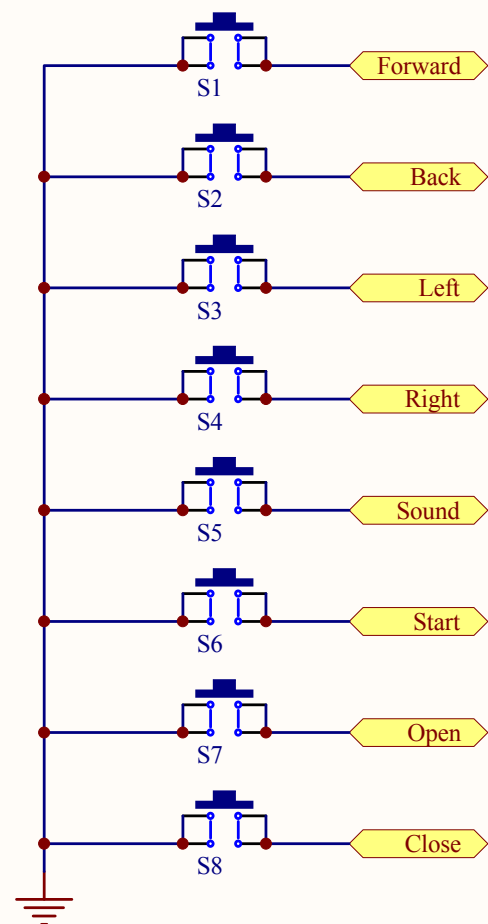 Forward
S1
Back
S2
Left
S3
Right
S4
Sound
S5
Start
S6
Open
S7
Close
S8